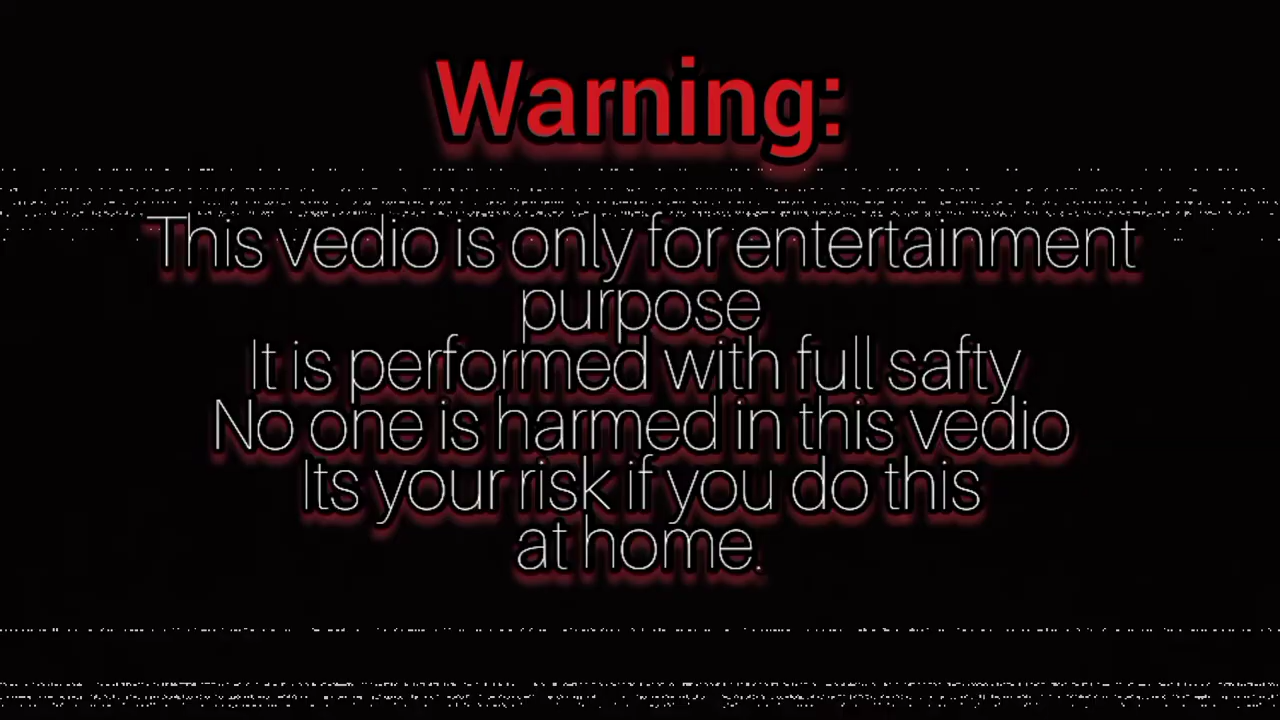 Warning:
This vedio is only for entertainment
purpose
It is performed with full safty
No one is harmed in this vedio
Its your risk if you do this
at home.